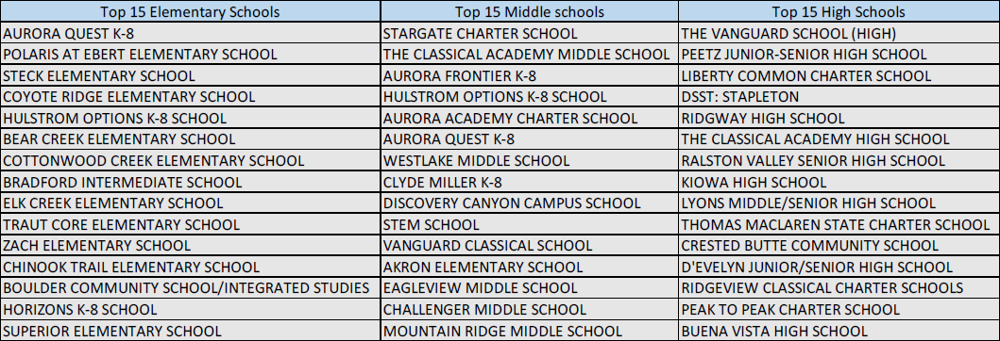 Top 15 Elementary Schools Top 15 Middle schools Top 15 High Schools
AURORA QUEST K-8 STARGATE CHARTER SCHOOL THE VANGUARD SCHOOL (HIGH)
POLARIS AT EBERT ELEMENTARY SCHOOL THE CLASSICAL ACADEMY MIDDLE SCHOOL PEETZ JUNIOR-SENIOR HIGH SCHOOL
STECK ELEMENTARY SCHOOL AURORA FRONTIER K-8 LIBERTY COMMON CHARTER SCHOOL
COYOTE RIDGE ELEMENTARY SCHOOL HULSTROM OPTIONS K-8 SCHOOL DSST: STAPLETON
HULSTROM OPTIONS K-8 SCHOOL AURORA ACADEMY CHARTER SCHOOL RIDGWAY HIGH SCHOOL
BEAR CREEK ELEMENTARY SCHOOL AURORA QUEST K-8 THE CLASSICAL ACADEMY HIGH SCHOOL
COTTONWOOD CREEK ELEMENTARY SCHOOL WESTLAKE MIDDLE SCHOOL RALSTON VALLEY SENIOR HIGH SCHOOL
BRADFORD INTERMEDIATE SCHOOL CLYDE MILLER K-8 KIOWA HIGH SCHOOL
ELK CREEK ELEMENTARY SCHOOL DISCOVERY CANYON CAMPUS SCHOOL LYONS MIDDLE/SENIOR HIGH SCHOOL
TRAUT CORE ELEMENTARY SCHOOL STEM SCHOOL THOMAS MACLAREN STATE CHARTER SCHOOL
ZACH ELEMENTARY SCHOOL VANGUARD CLASSICAL SCHOOL CRESTED BUTTE COMMUNITY SCHOOL
CHINOOK TRAIL ELEMENTARY SCHOOL AKRON ELEMENTARY SCHOOL D'EVELYN JUNIOR/SENIOR HIGH SCHOOL
BOULDER COMMUNITY SCHOOL/INTEGRATED STUDIES EAGLEVIEW MIDDLE SCHOOL RIDGEVIEW CLASSICAL CHARTER SCHOOLS
HORIZONS K-8 SCHOOL CHALLENGER MIDDLE SCHOOL PEAK TO PEAK CHARTER SCHOOL
SUPERIOR ELEMENTARY SCHOOL MOUNTAIN RIDGE MIDDLE SCHOOL BUENA VISTA HIGH SCHOOL